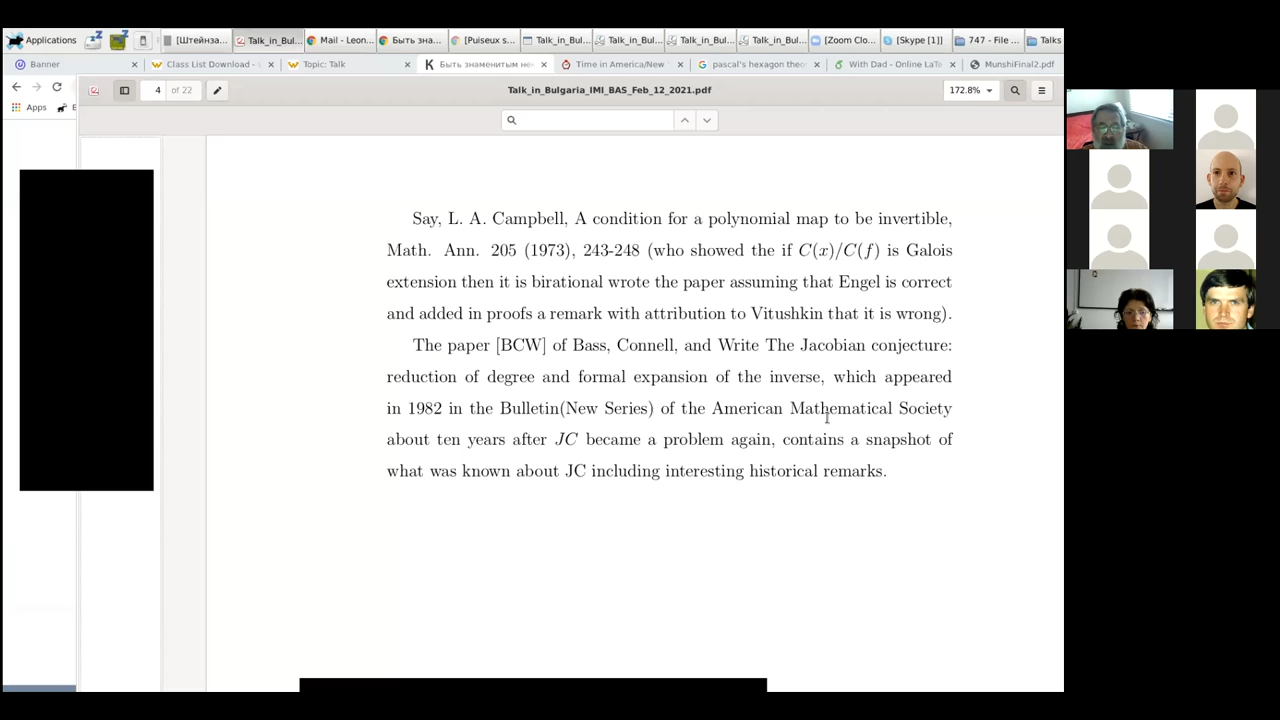 Applications
[Штейнза...
Talk_in_Bul...
Mail - Leon...
Быть зна...
[Puiseux s...
Talk_in_Bul...
Talk_in_Bul...
Talk_in_Bul...
Talk_in_Bul...
[Zoom Clo...
[Skype [1]]
747 - File ...
Talks
Banner
Class List Download -
Topic: Talk
Быть знаменитым не
Time in America/New
pascal's hexagon theo
With Dad - Online LaTe
MunshiFinal2.pdf
Apps
4 of 22
Talk_in_Bulgaria_IMI_BAS_Feb_12_2021.pdf
172.8%
Say, L. A. Campbell, A condition for a polynomial map to be invertible,
Math. Ann. 205 (1973), 243-248 (who showed the if C(x)/C(f) is Galois
extension then it is birational wrote the paper assuming that Engel is correct
and added in proofs a remark with attribution to Vitushkin that it is wrong).
The paper [BCW] of Bass, Connell, and Write The Jacobian conjecture:
reduction of degree and formal expansion of the inverse, which appeared
in 1982 in the Bulletin(New Series) of the American Mathematical Society
about ten years after JC became a problem again, contains a snapshot of
what was known about JC including interesting historical remarks.